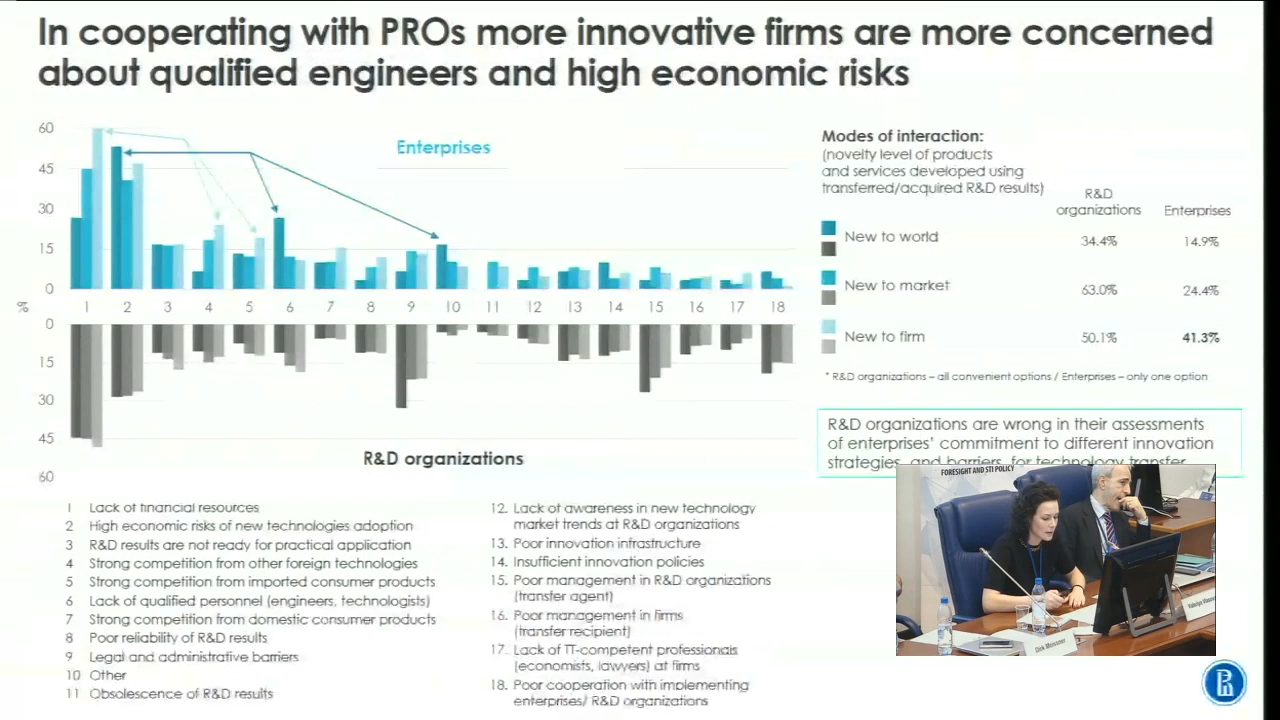 In cooperating with PROs more innovative firms are more concerned
about qualified engineers and high economic risks
60
45
30
15
0
Enterprises
% 1 2 3 4 5 6 7 8 9 10 11 12 13 14 15 16 17 18
0
15
30
45
60
R&D organizations
Modes of interaction:
(novelty level of products
and services developed using
transferred/acquired R&D results)
R&D
organizations Enterprises
New to world 34.4% 14.9%
New to market 63.0% 24.4%
New to firm 50.1% 41.3%
* R&D organizations – all convenient options / Enterprises – only one option
R&D organizations are wrong in their assessments
of enterprises' commitment to different innovation
strategies, and barriers, for technology transfer
1 Lack of financial resources
2 High economic risks of new technologies adoption
3 R&D results are not ready for practical application
4 Strong competition from other foreign technologies
5 Strong competition from imported consumer products
6 Lack of qualified personnel (engineers, technologists)
7 Strong competition from domestic consumer products
8 Poor reliability of R&D results
9 Legal and administrative barriers
10 Other
11 Obsolescence of R&D results
12. Lack of awareness in new technology
market trends at R&D organizations
13. Poor innovation infrastructure
14. Insufficient innovation policies
15. Poor management in R&D organizations
(transfer agent)
16. Poor management in firms
(transfer recipient)
17. Lack of TT-competent professionals
(economists, lawyers) at firms
18. Poor cooperation with implementing
enterprises/ R&D organizations
FORESIGHT AND STI POLICY
Dirk Meissner